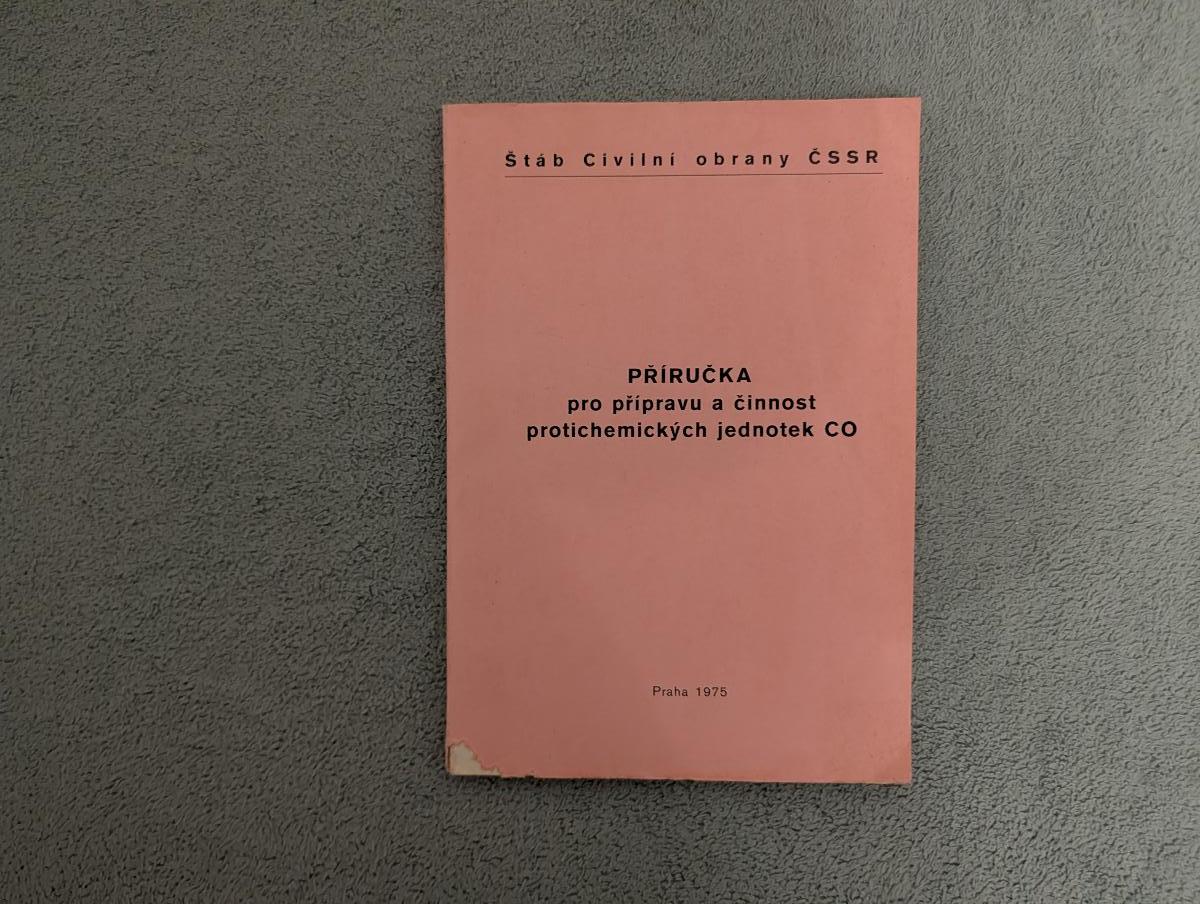 Štáb Civilní obrany ČSSR
PŘÍRUČKA
pro přípravu a činnost
protichemických jednotek CO
Praha 1975